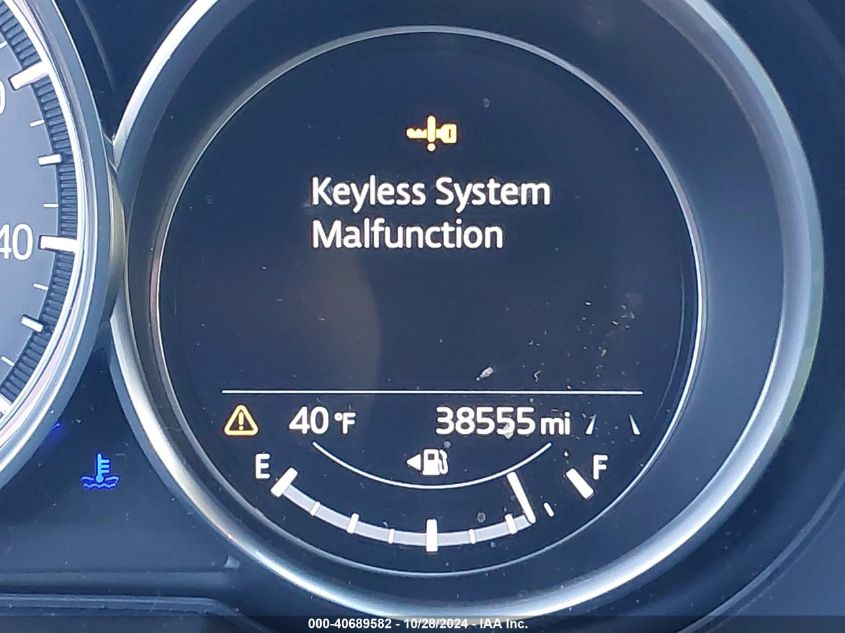 Keyless System
Malfunction
40
40 °F
38555 mi
E
F
000-40689582 - 10/28/2024 - IAA Inc.